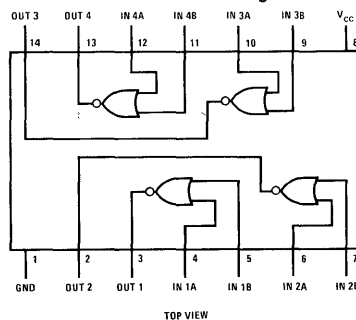 OUT 3 OUT 4 IN 4A IN 4B IN 3A IN 3B VCC
14 13 12 11 10 9 8
1 2 3 4 5 6 7
GND OUT 2 OUT 1 IN 1A IN 1B IN 2A IN 2B
TOP VIEW